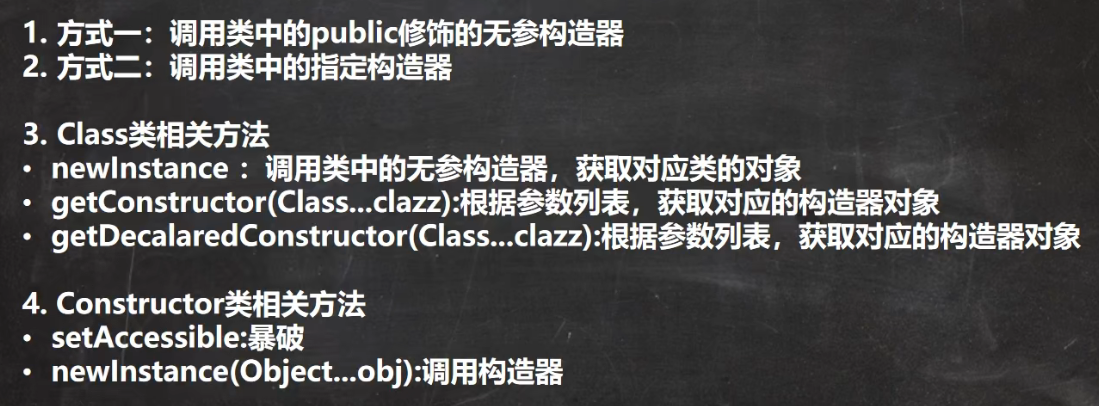 1. 方式一：调用类中的public修饰的无参构造器
2. 方式二：调用类中的指定构造器
3. Class类相关方法
• newInstance ：调用类中的无参构造器，获取对应类的对象
• getConstructor(Class...clazz):根据参数列表，获取对应的构造器对象
• getDecalaredConstructor(Class...clazz):根据参数列表，获取对应的构造器对象
4. Constructor类相关方法
• setAccessible:暴破
• newInstance(Object...obj):调用构造器